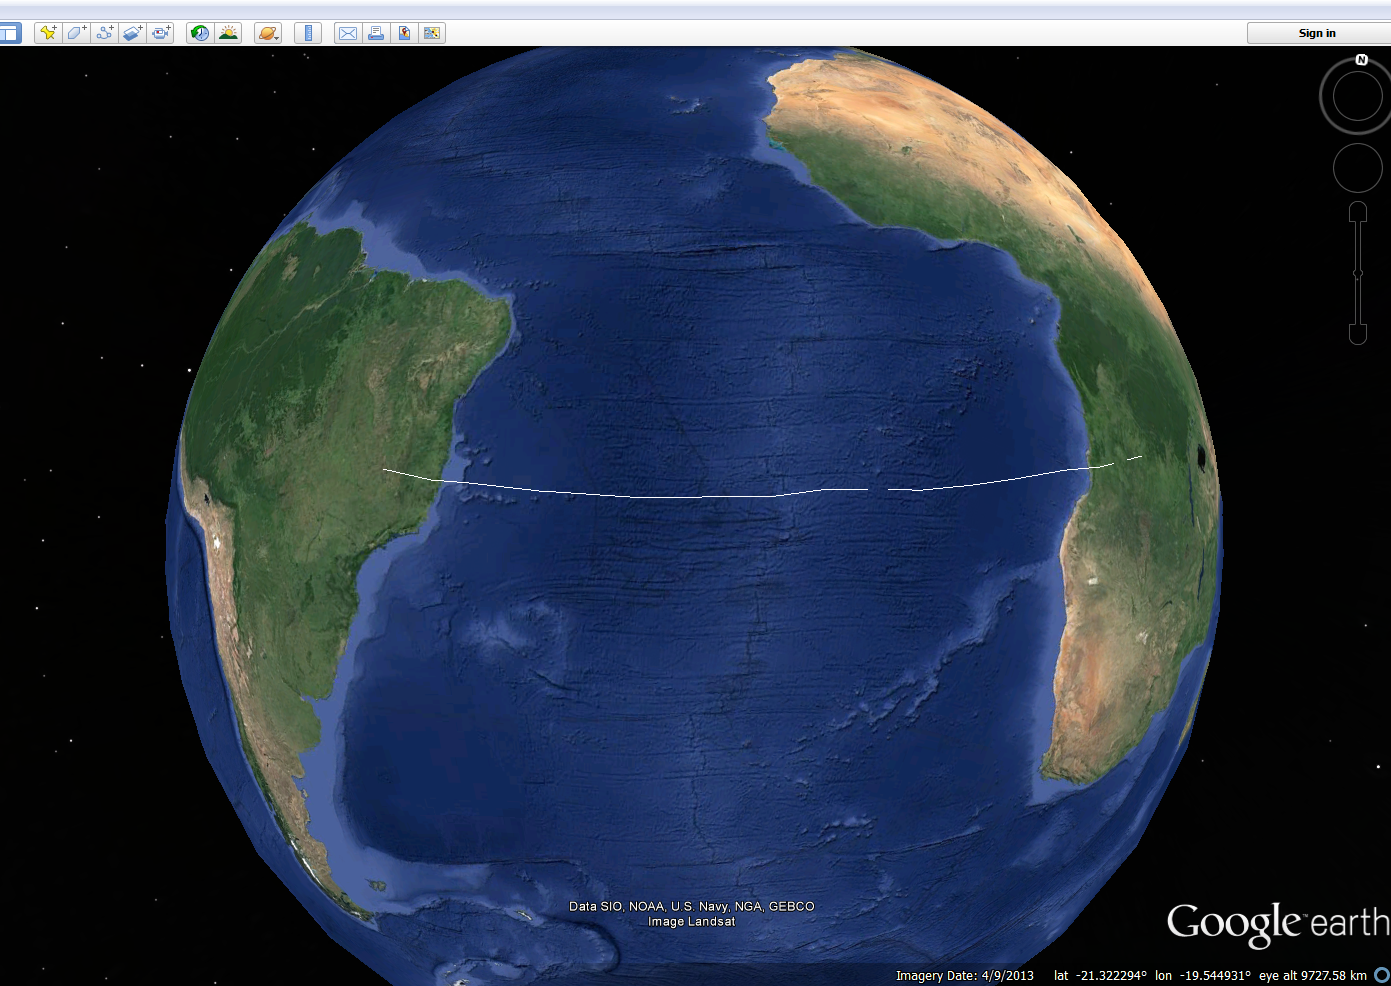 Sign in
N
Data SIO, NOAA, U.S. Navy, NGA, GEBCO
Image Landsat
Google earth
Imagery Date: 4/9/2013 lat -21.322294° lon -19.544931° eye alt 9727.58 km